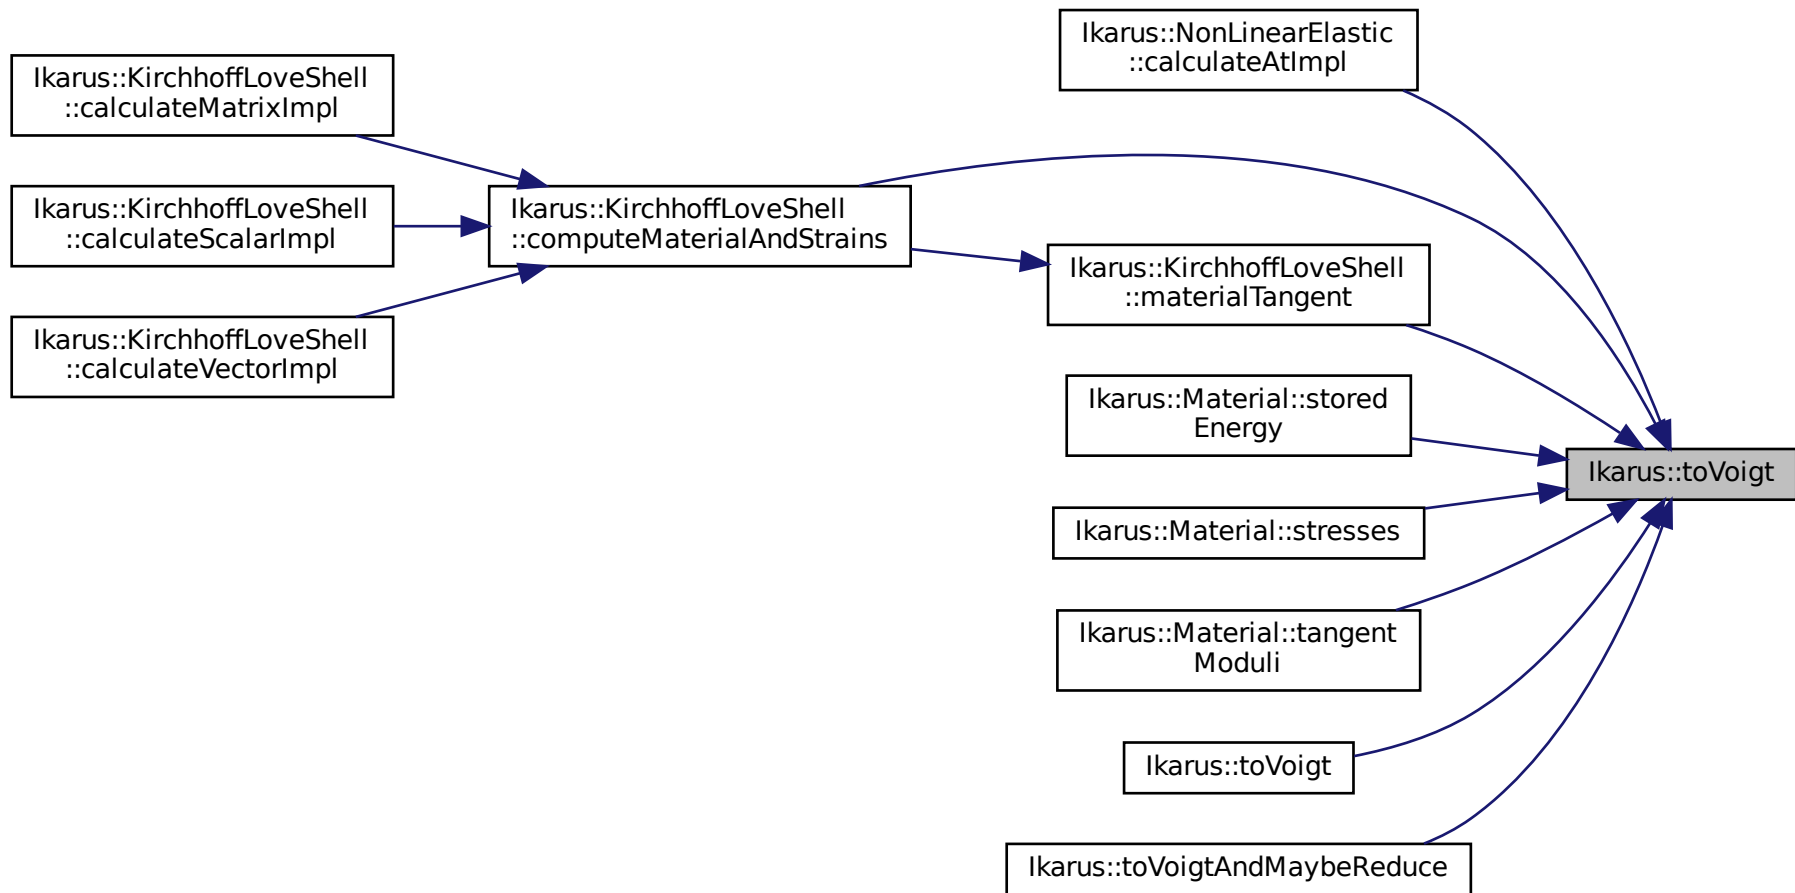 Ikarus::KirchhoffLoveShell
::calculateMatrixImpl
Ikarus::KirchhoffLoveShell
::calculateScalarImpl
Ikarus::KirchhoffLoveShell
::calculateVectorImpl
Ikarus::KirchhoffLoveShell
::computeMaterialAndStrains
Ikarus::NonLinearElastic
::calculateAtImpl
Ikarus::KirchhoffLoveShell
::materialTangent
Ikarus::Material::stored
Energy
Ikarus::Material::stresses
Ikarus::Material::tangent
Moduli
Ikarus::toVoigt
Ikarus::toVoigtAndMaybeReduce
Ikarus::toVoigt